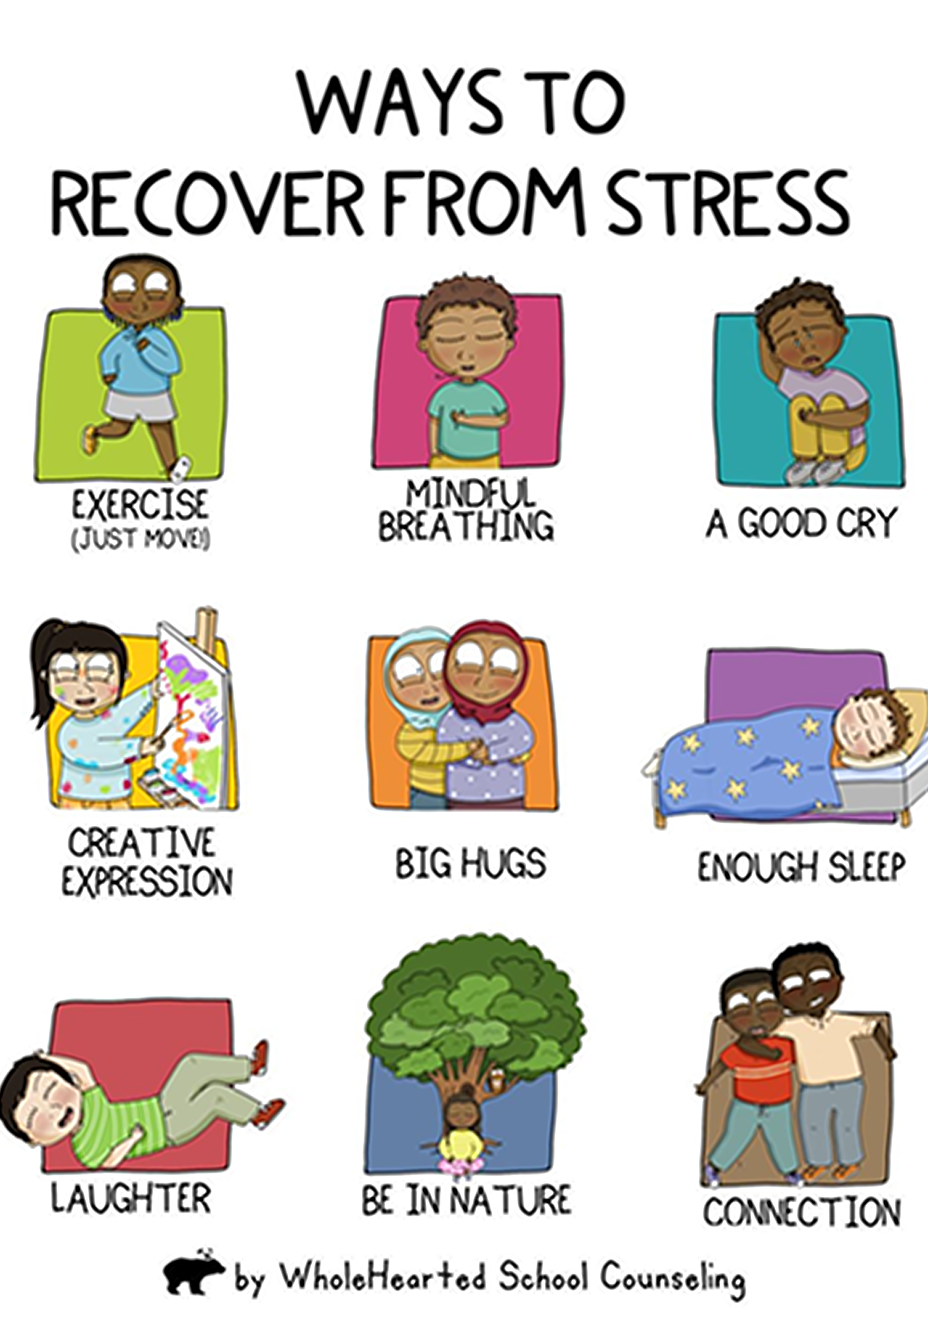 WAYS TO
RECOVER FROM STRESS
EXERCISE
(JUST MOVE!)
MINDFUL
BREATHING
A GOOD CRY
CREATIVE
EXPRESSION
BIG HUGS
ENOUGH SLEEP
LAUGHTER
BE IN NATURE
CONNECTION
by WholeHearted School Counseling